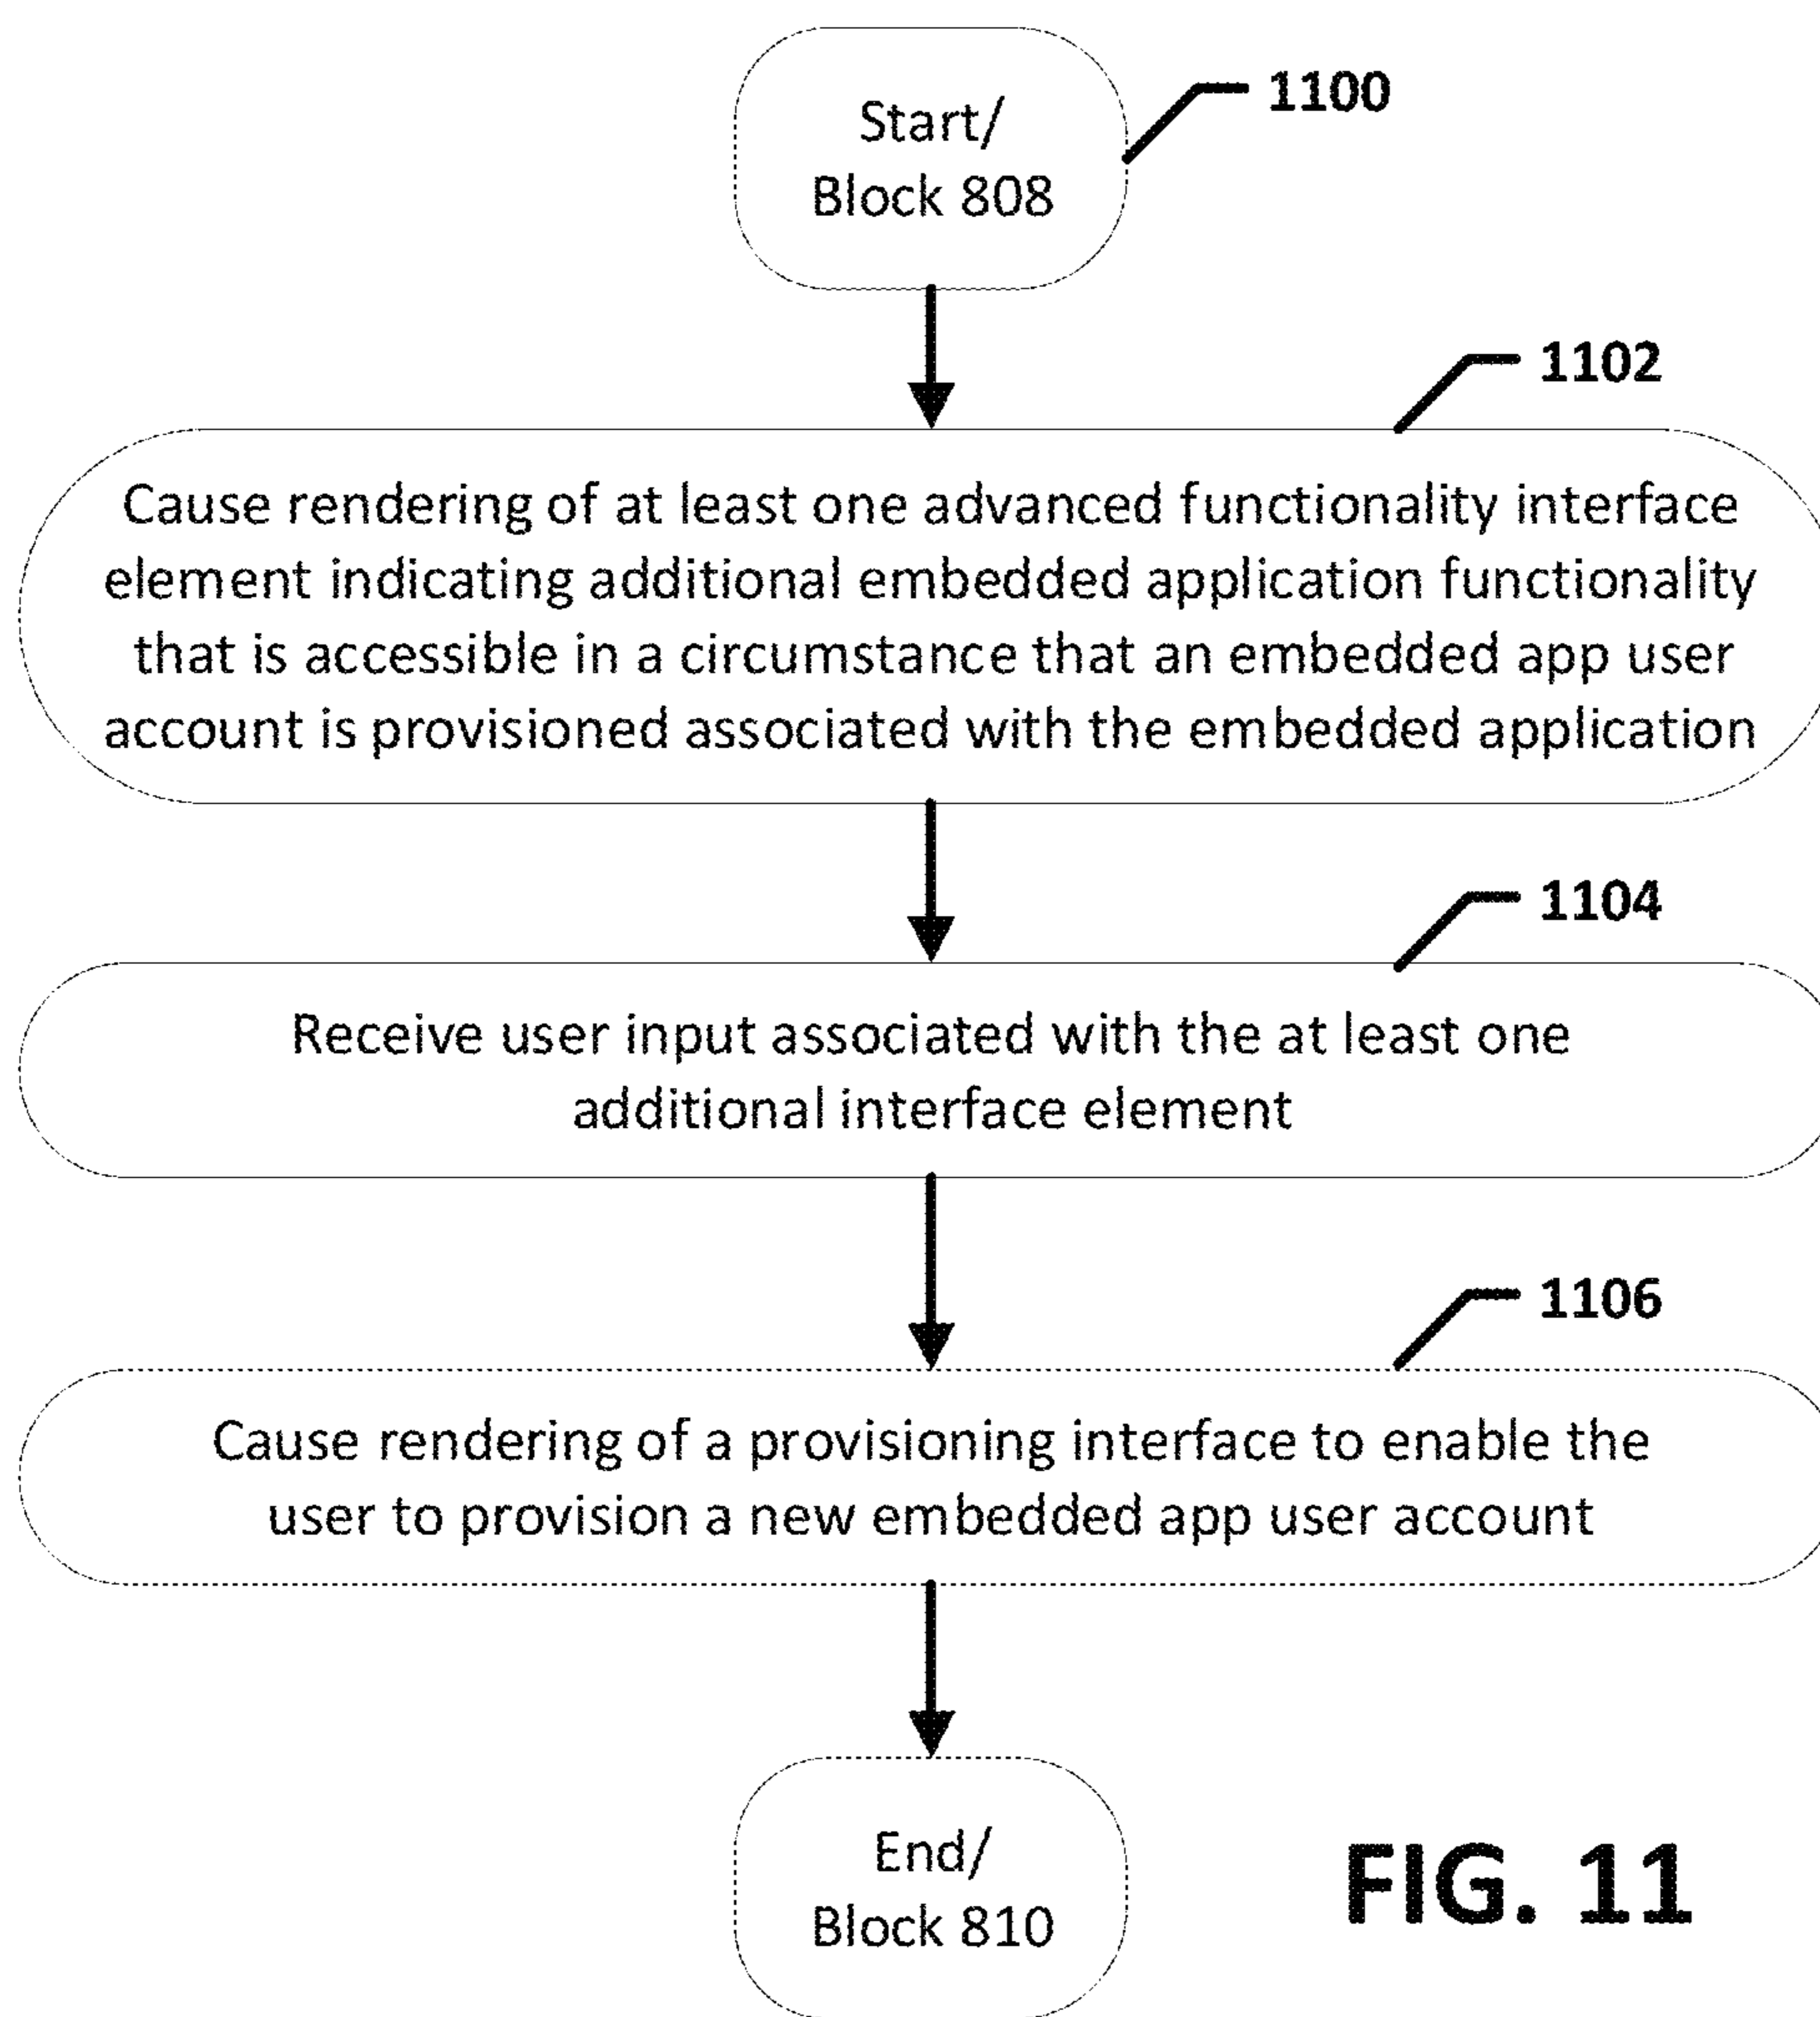 Start/
Block 808
1100
1102
Cause rendering of at least one advanced functionality interface
element indicating additional embedded application functionality
that is accessible in a circumstance that an embedded app user
account is provisioned associated with the embedded application
1104
Receive user input associated with the at least one
additional interface element
1106
Cause rendering of a provisioning interface to enable the
user to provision a new embedded app user account
End/
Block 810
FIG. 11